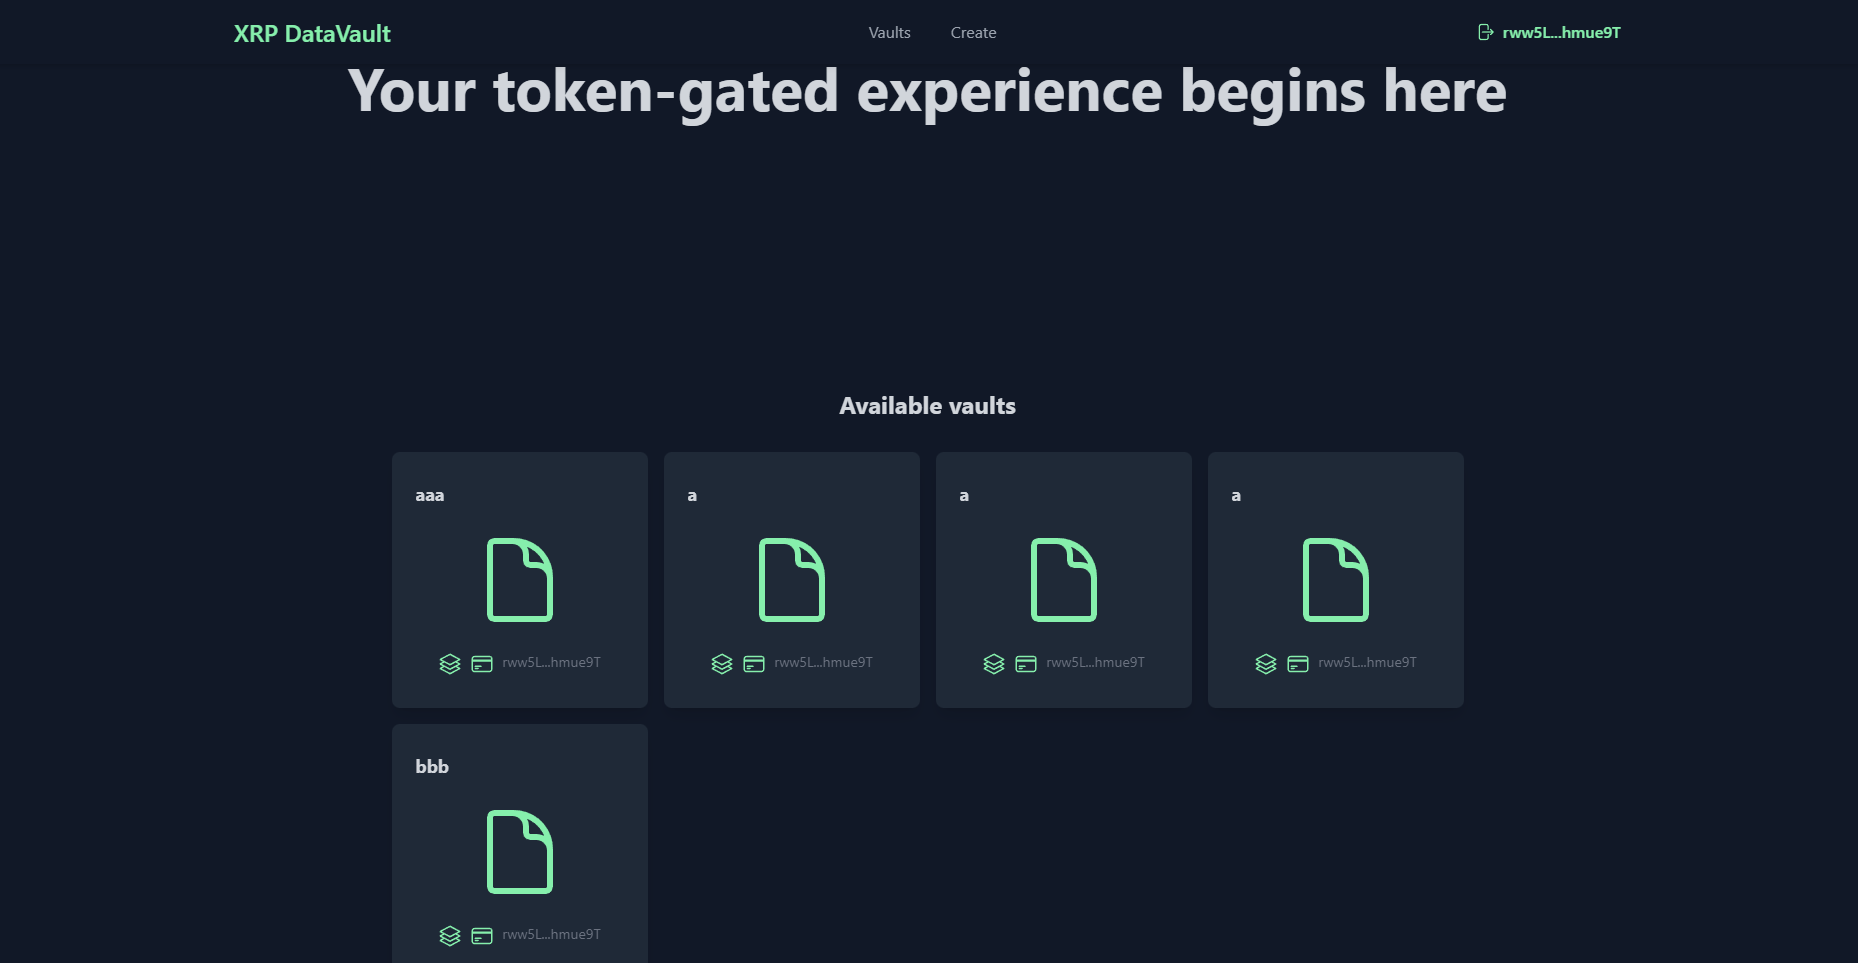 XRP DataVault
Vaults
Create
rww5L...hmue9T
Your token-gated experience begins here
Available vaults
aaa
a
a
a
rww5L...hmue9T
rww5L...hmue9T
rww5L...hmue9T
rww5L...hmue9T
bbb
rww5L...hmue9T